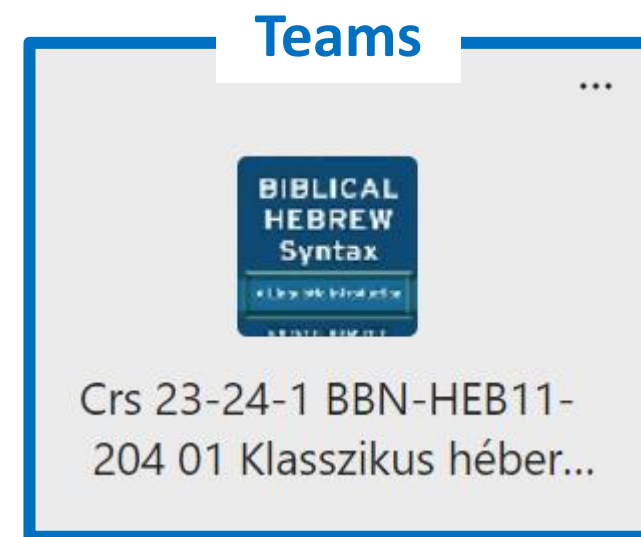 Teams
...
BIBLICAL
HEBREW
Syntax
Crs 23-24-1 BBN-HEB11-
204 01 Klasszikus héber...